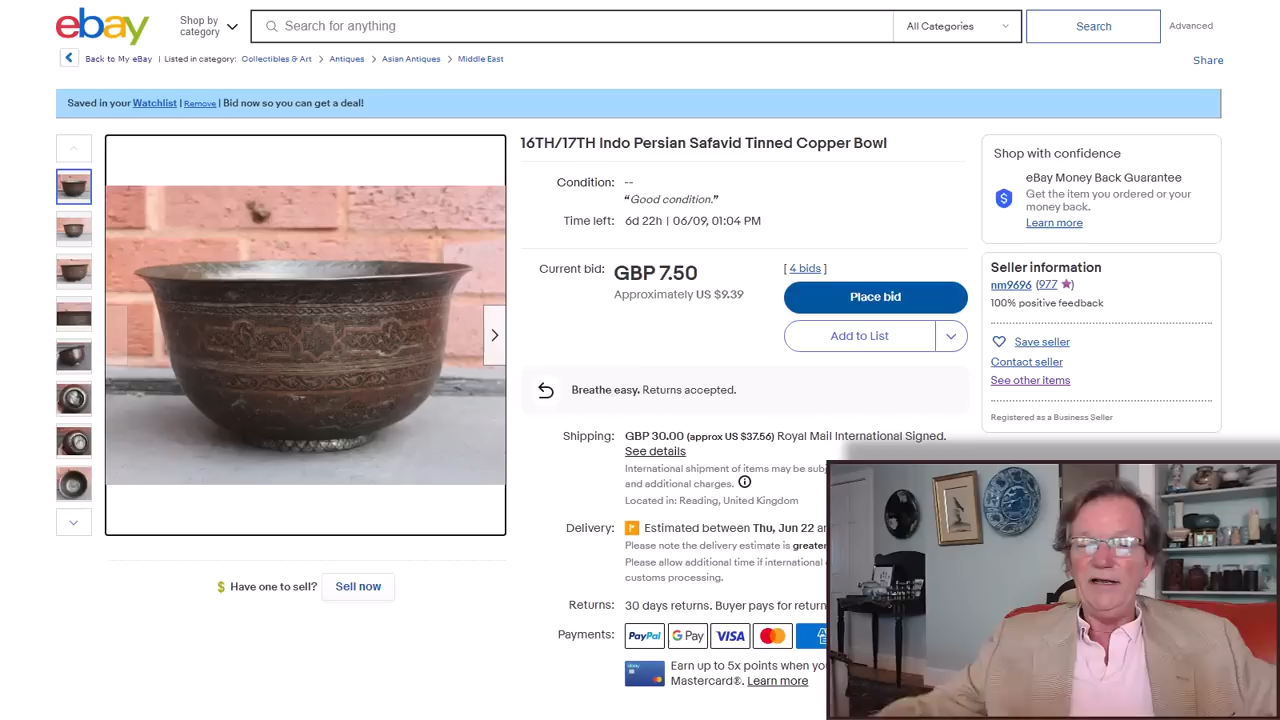 ebay
Shop by category
Search for anything
All Categories
Search
Advanced
Back to My eBay | Listed in category: Collectibles & Art > Antiques > Asian Antiques > Middle East
Share
Saved in your Watchlist | Remove | Bid now so you can get a deal!
16TH/17TH Indo Persian Safavid Tinned Copper Bowl
Condition: --
“Good condition.”
Time left: 6d 22h | 06/09, 01:04 PM
Current bid: GBP 7.50
Approximately US $9.39
[ 4 bids ]
Place bid
Add to List
Breathe easy. Returns accepted.
Shipping: GBP 30.00 (approx US $37.56) Royal Mail International Signed.
See details
International shipment of items may be
and additional charges.
Located in: Reading, United Kingdom
Delivery: Estimated between Thu, Jun 22
Please note the delivery estimate is
Please allow additional time if international
customs processing.
Returns: 30 days returns. Buyer pays for return
Payments: PayPal G Pay VISA
Earn up to 5x points when
Mastercard®. Learn more
Have one to sell? Sell now
Shop with confidence
eBay Money Back Guarantee
Get the item you ordered or your
money back.
Learn more
Seller information
nm9696 (977 )
100% positive feedback
Save seller
Contact seller
See other items
Registered as a Business Seller